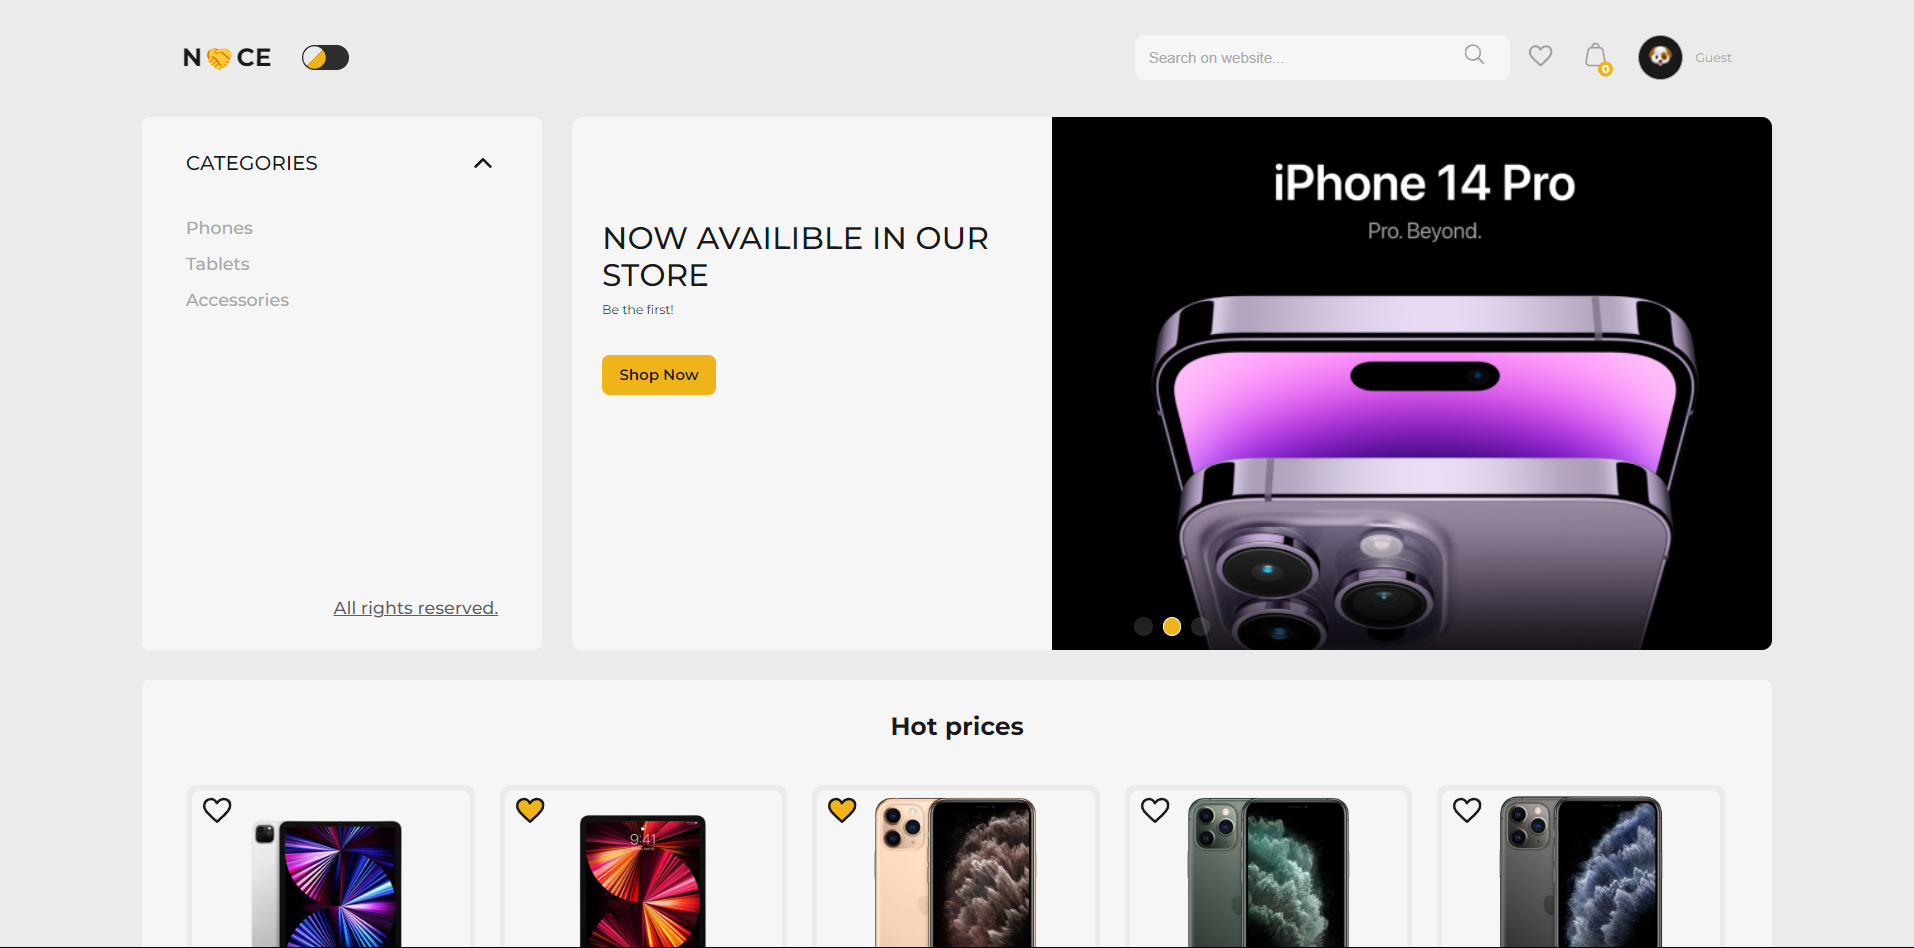 N🤝CE
Search on website...
0
Guest
CATEGORIES
Phones
Tablets
Accessories
All rights reserved.
NOW AVAILIBLE IN OUR
STORE
Be the first!
Shop Now
iPhone 14 Pro
Pro. Beyond.
Hot prices
9:41